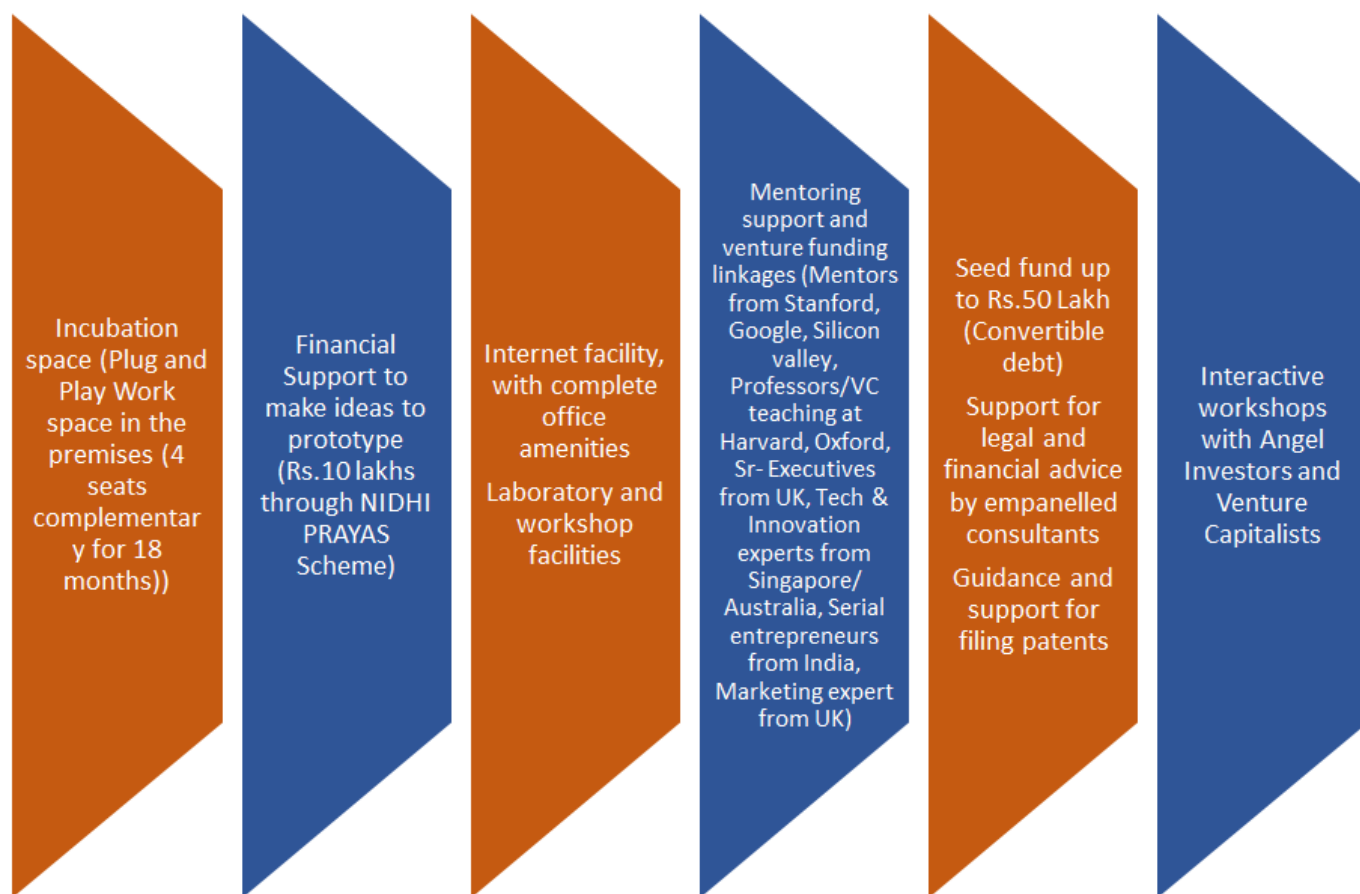 Incubation
space (Plug and
Play Work
space in the
premises (4
seats
complementar
y for 18
months))
Financial
Support to
make ideas to
prototype
(Rs.10 lakhs
through NIDHI
PRAYAS
Scheme)
Internet facility,
with complete
office
amenities
Laboratory and
workshop
facilities
Mentoring
support and
venture funding
linkages (Mentors
from Stanford,
Google, Silicon
valley,
Professors/VC
teaching at
Harvard, Oxford,
Sr- Executives
from UK, Tech &
Innovation
experts from
Singapore/
Australia, Serial
entrepreneurs
from India,
Marketing expert
from UK)
Seed fund up
to Rs.50 Lakh
(Convertible
debt)
Support for
legal and
financial advice
by empanelled
consultants
Guidance and
support for
filing patents
Interactive
workshops
with Angel
Investors and
Venture
Capitalists